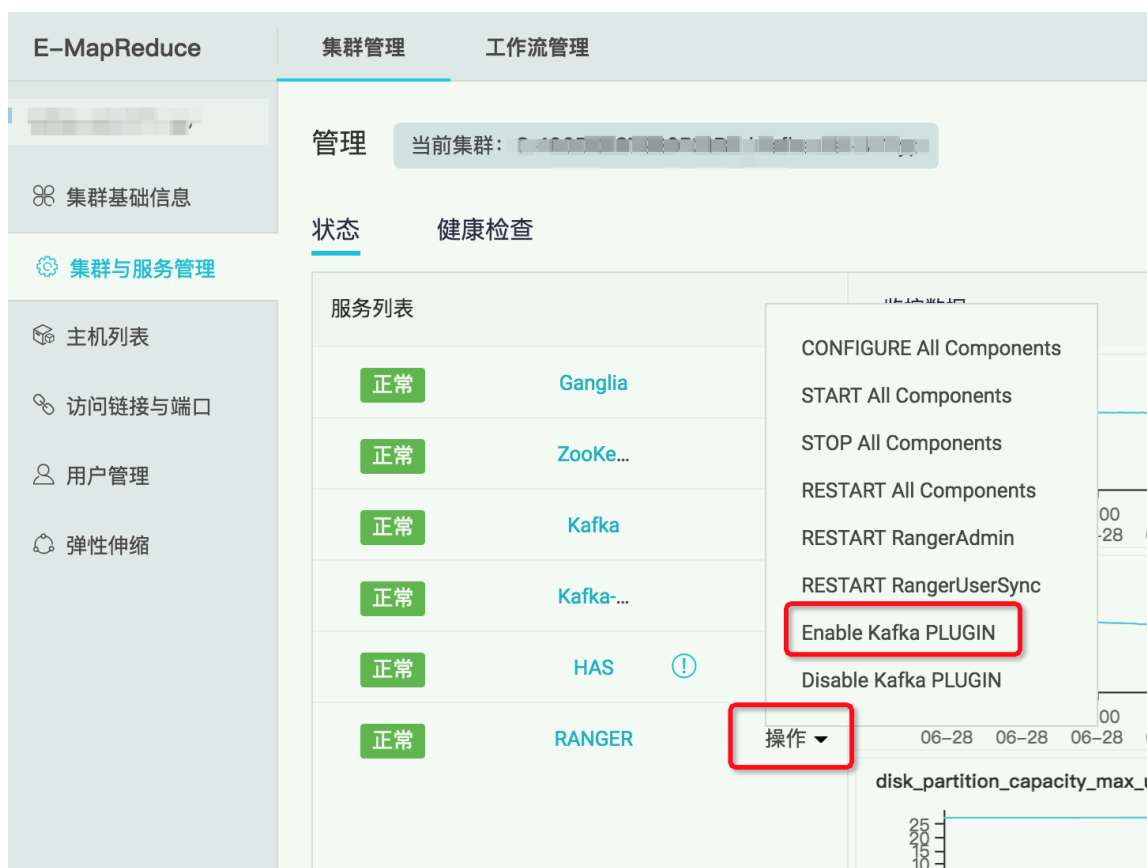 E-MapReduce
集群管理
工作流管理
管理
当前集群：
集群基础信息
集群与服务管理
主机列表
访问链接与端口
用户管理
弹性伸缩
状态
健康检查
服务列表
监控数据
正常 Ganglia
正常 ZooKe...
正常 Kafka
正常 Kafka-...
正常 HAS
正常 RANGER 操作
CONFIGURE All Components
START All Components
STOP All Components
RESTART All Components
RESTART RangerAdmin
RESTART RangerUserSync
Enable Kafka PLUGIN
Disable Kafka PLUGIN
00
-28
00
06-28 06-28 06-28
disk_partition_capacity_max_u
25
20
15
10